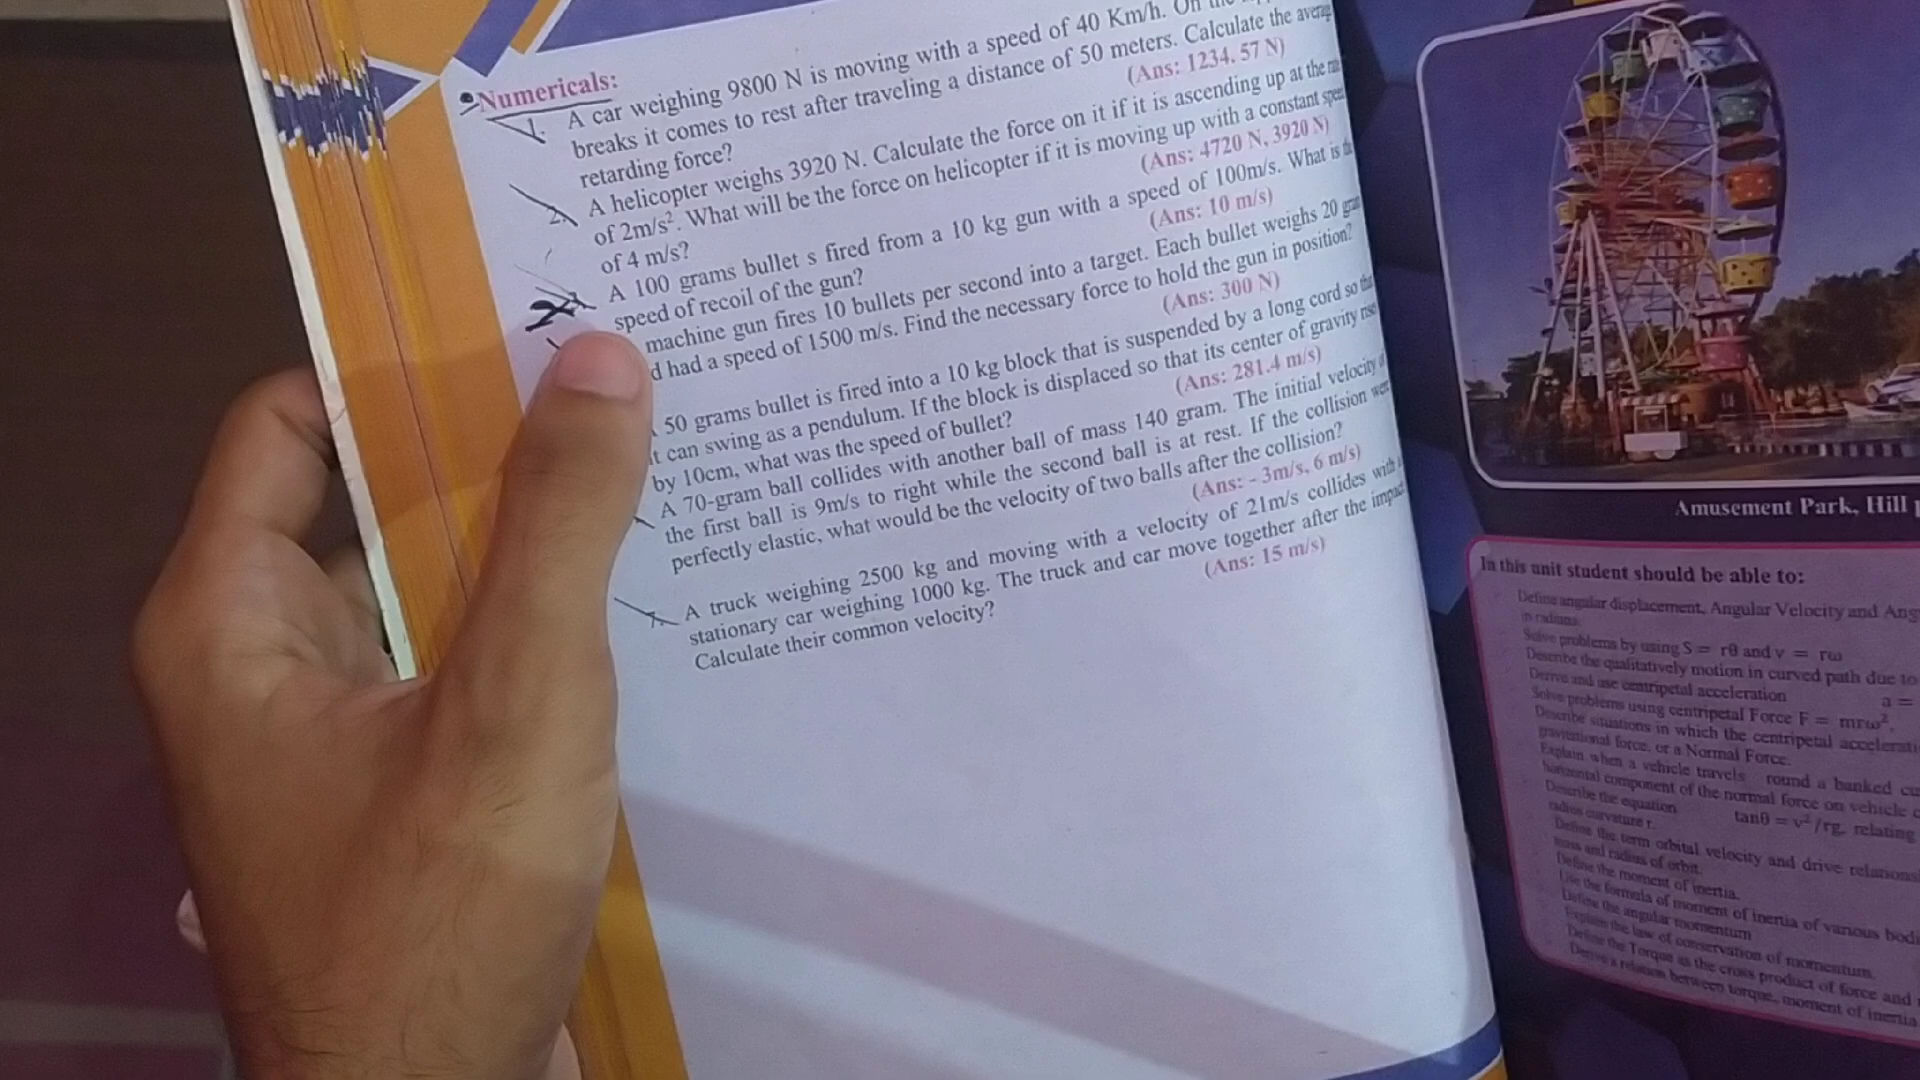 Numericals:
1. A car weighing 9800 N is moving with a speed of 40 Km/h. On the
breaks it comes to rest after traveling a distance of 50 meters. Calculate the average
retarding force? (Ans: 1234. 57 N)
2. A helicopter weighs 3920 N. Calculate the force on it if it is ascending up at the
of 2m/s². What will be the force on helicopter if it is moving up with a constant
of 4 m/s? (Ans: 4720 N, 3920 N)
A 100 grams bullet s fired from a 10 kg gun with a speed of 100m/s. What is
speed of recoil of the gun? (Ans: 10 m/s)
machine gun fires 10 bullets per second into a target. Each bullet weighs 20
d had a speed of 1500 m/s. Find the necessary force to hold the gun in position?
(Ans: 300 N)
50 grams bullet is fired into a 10 kg block that is suspended by a long cord so
it can swing as a pendulum. If the block is displaced so that its center of gravity
by 10cm, what was the speed of bullet? (Ans: 281.4 m/s)
A 70-gram ball collides with another ball of mass 140 gram. The initial velocity
the first ball is 9m/s to right while the second ball is at rest. If the collision
perfectly elastic, what would be the velocity of two balls after the collision?
(Ans: - 3m/s, 6 m/s)
7. A truck weighing 2500 kg and moving with a velocity of 21m/s collides with
stationary car weighing 1000 kg. The truck and car move together after the
Calculate their common velocity? (Ans: 15 m/s)
Amusement Park, Hill
In this unit student should be able to:
Define angular displacement, Angular Velocity and
in radians.
Solve problems by using S = rθ and v = rω
Describe the qualitatively motion in curved path due to
Derive and use centripetal acceleration a =
Solve problems using centripetal Force F = mrω²,
Describe situations in which the centripetal
gravitational force, or a Normal Force.
Explain when a vehicle travels round a banked
horizontal component of the normal force on vehicle
Describe the equation tanθ = v²/rg, relating
radius curvature r.
Define the term orbital velocity and drive
mass and radius of orbit.
Define the moment of inertia.
Use the formula of moment of inertia of various
Define the angular momentum
Explain the law of conservation of momentum.
Define the Torque as the cross product of force and
Derive a relation between torque, moment of inertia